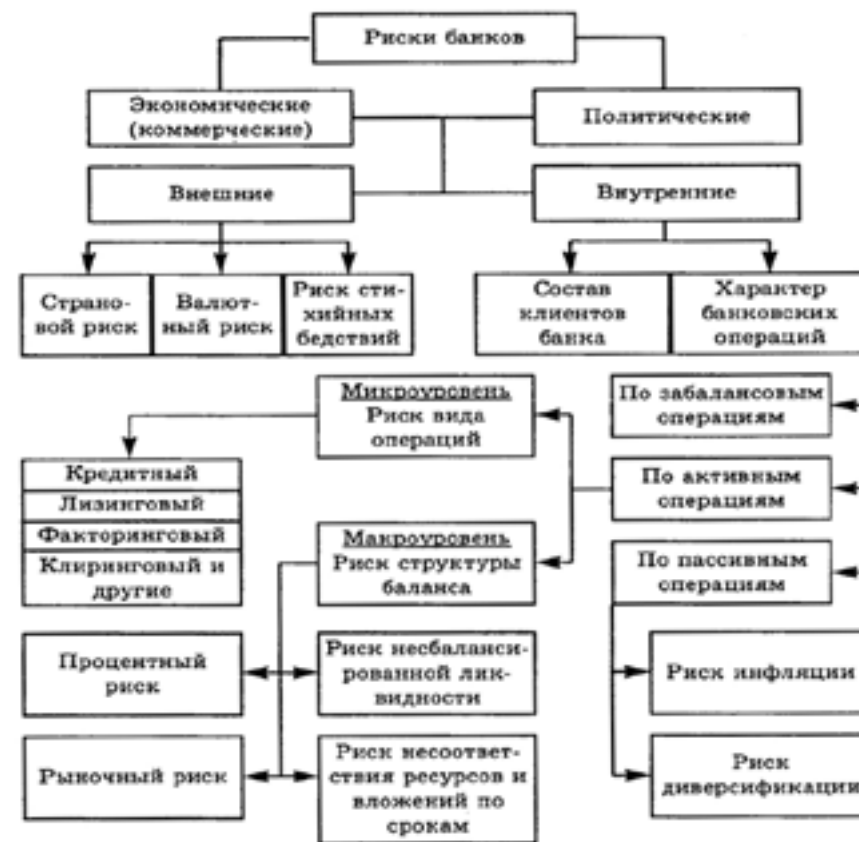 Риски банков
Экономические
(коммерческие)
Политические
Внешние
Внутренние
Страно-
вой риск
Валют-
ный риск
Риск сти-
хийных
бедствий
Состав
клиентов
банка
Характер
банковских
операций
Микроуровень
Риск вида
операций
По забалансовым
операциям
Кредитный
Лизинговый
Факторинговый
Клиринговый и
другие
По активным
операциям
Макроуровень
Риск структуры
баланса
По пассивным
операциям
Процентный
риск
Риск несбаланси-
рованной лик-
видности
Риск инфляции
Рыночный риск
Риск несоответ-
ствия ресурсов и
вложений по
срокам
Риск
диверсификации